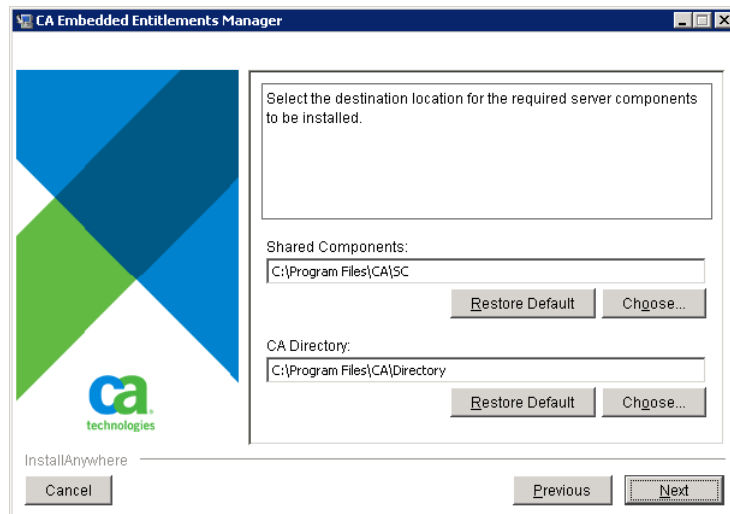 CA Embedded Entitlements Manager
Select the destination location for the required server components
to be installed.
Shared Components:
C:\Program Files\CA\SC
Restore Default
Choose...
CA Directory:
C:\Program Files\CA\Directory
Restore Default
Choose...
ca
technologies
InstallAnywhere
Cancel
Previous
Next